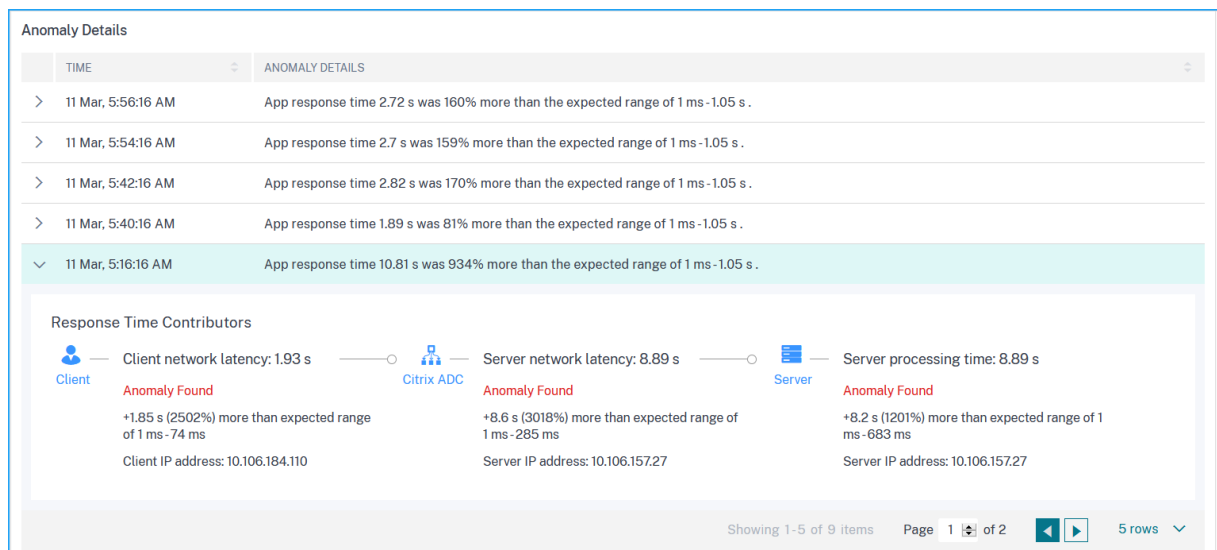 Anomaly Details
TIME ANOMALY DETAILS
11 Mar, 5:56:16 AM App response time 2.72 s was 160% more than the expected range of 1 ms-1.05 s .
11 Mar, 5:54:16 AM App response time 2.7 s was 159% more than the expected range of 1 ms-1.05 s .
11 Mar, 5:42:16 AM App response time 2.82 s was 170% more than the expected range of 1 ms-1.05 s .
11 Mar, 5:40:16 AM App response time 1.89 s was 81% more than the expected range of 1 ms-1.05 s .
11 Mar, 5:16:16 AM App response time 10.81 s was 934% more than the expected range of 1 ms-1.05 s .
Response Time Contributors
Client
Client network latency: 1.93 s
Anomaly Found
+1.85 s (2502%) more than expected range
of 1 ms-74 ms
Client IP address: 10.106.184.110
Citrix ADC
Server network latency: 8.89 s
Anomaly Found
+8.6 s (3018%) more than expected range of
1 ms-285 ms
Server IP address: 10.106.157.27
Server
Server processing time: 8.89 s
Anomaly Found
+8.2 s (1201%) more than expected range of 1
ms-683 ms
Server IP address: 10.106.157.27
Showing 1-5 of 9 items Page 1 of 2 5 rows